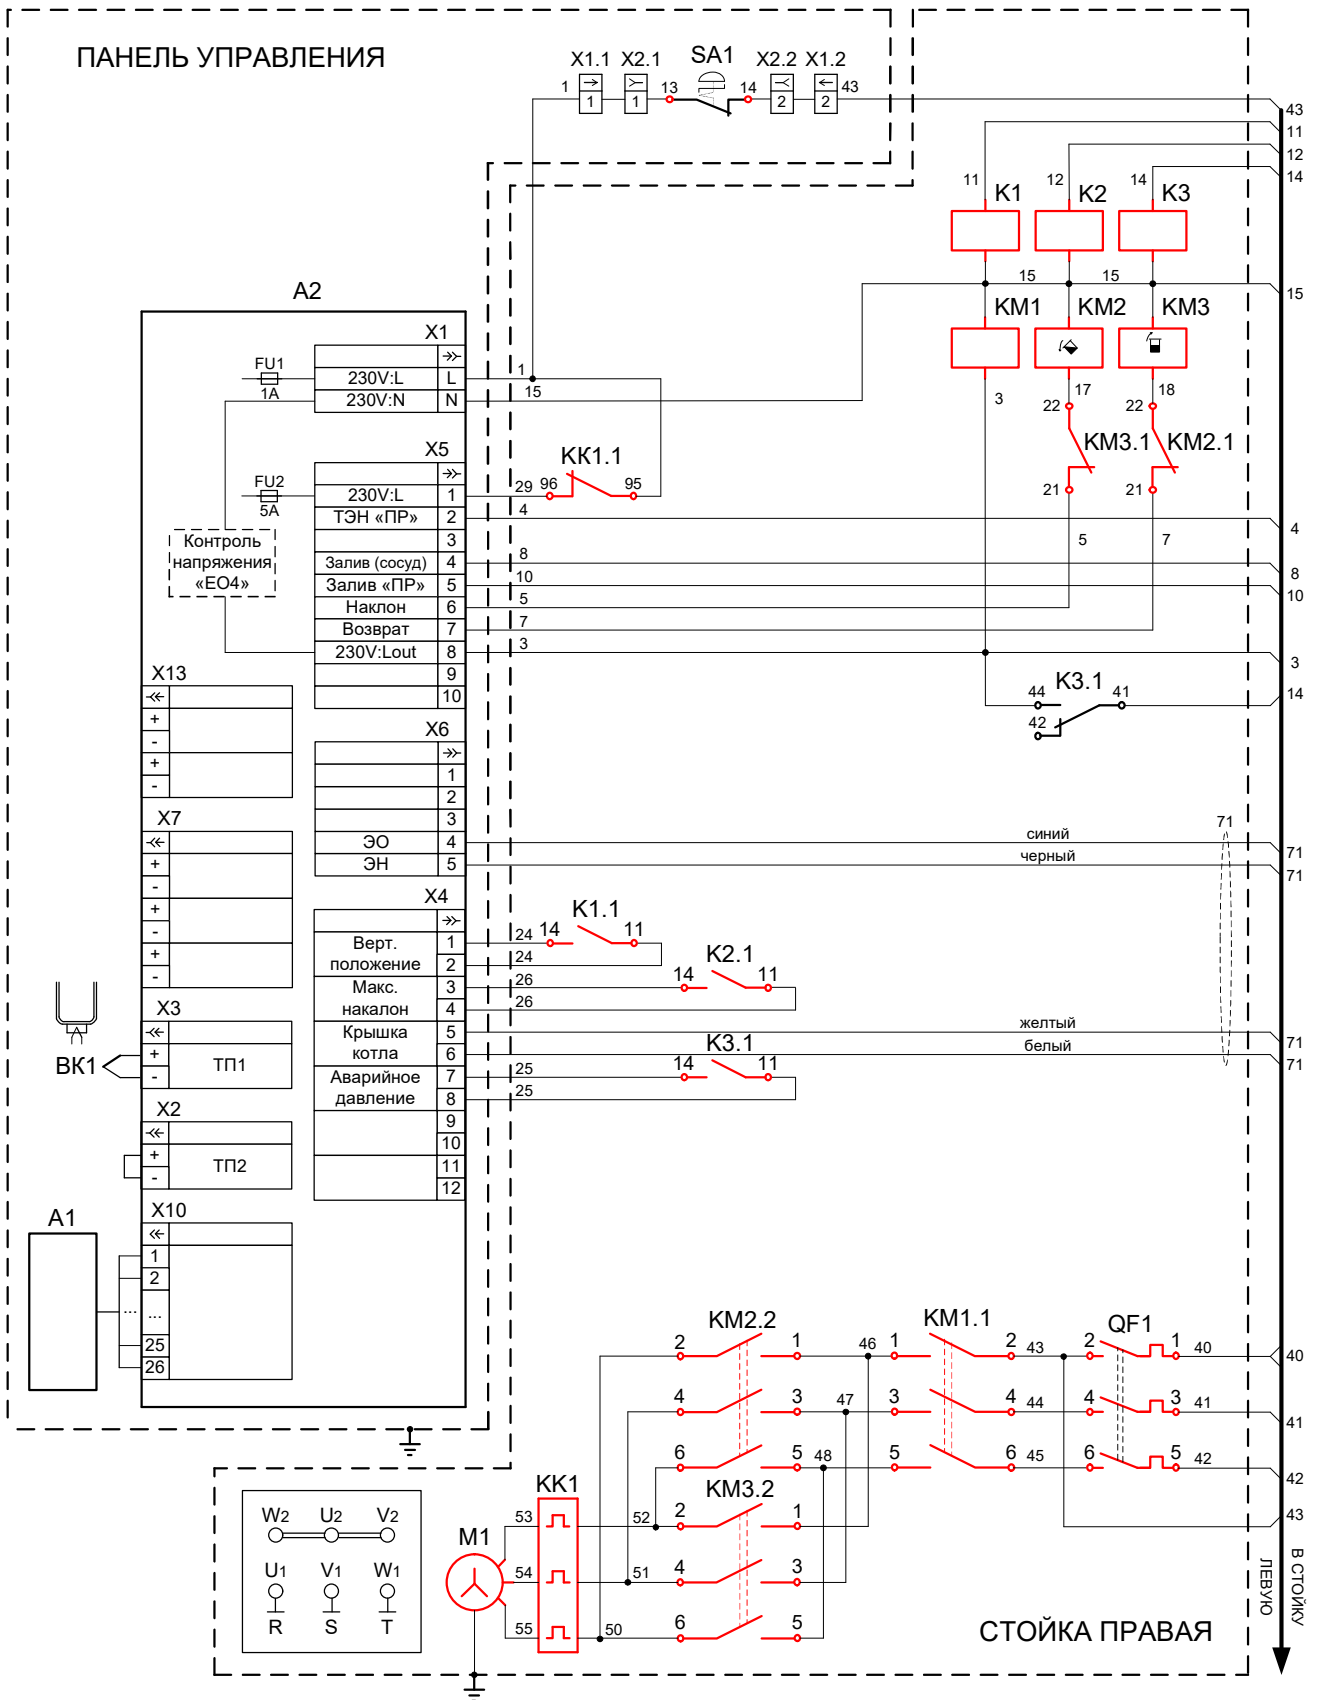 ПАНЕЛЬ УПРАВЛЕНИЯ
X1.1 X2.1 SA1 X2.2 X1.2
1 1 1 13 14 2 2 43
43
11
12
14
11 K1 12 K2 14 K3
15 15
15
KM1 KM2 KM3
3
17 18
22 22
KM3.1 KM2.1
21 21
5 7
A2
X1
FU1
1A
230V:L L 1
230V:N N 15
X5
FU2
5A
230V:L 1 29 96 KK1.1 95
ТЭН «ПР» 2 4 4
3
Контроль
напряжения
«ЕО4»
Залив (сосуд) 4 8 8
Залив «ПР» 5 10 10
Наклон 6 5
Возврат 7 7
230V:Lout 8 3 3
9
10
44 K3.1 41 14
42
X13
+
-
+
-
X6
1
2
3
ЭО 4 синий 71
ЭН 5 черный 71
71
X7
+
-
+
-
+
-
X4
Верт.
положение
1 24 14 K1.1 11
2 24
Макс.
накалон
3 26 14 K2.1 11
4 26
Крышка
котла
5 желтый 71
6 белый 71
Аварийное
давление
7 25 14 K3.1 11
8 25
9
10
11
12
X3
ВК1
+
-
ТП1
X2
+
-
ТП2
X10
A1
1
2
...
...
25
26
KM2.2 KM1.1 QF1
2 1 46 1 2 43 2 1 40 40
4 3 47 3 4 44 4 3 41 41
6 5 48 5 6 45 6 5 42 42
43
KK1 KM3.2
M1
53 52 2 1
54 51 4 3
55 50 6 5
W2 U2 V2
U1 V1 W1
R S T
СТОЙКА ПРАВАЯ
В СТОЙКУ
ЛЕВУЮ